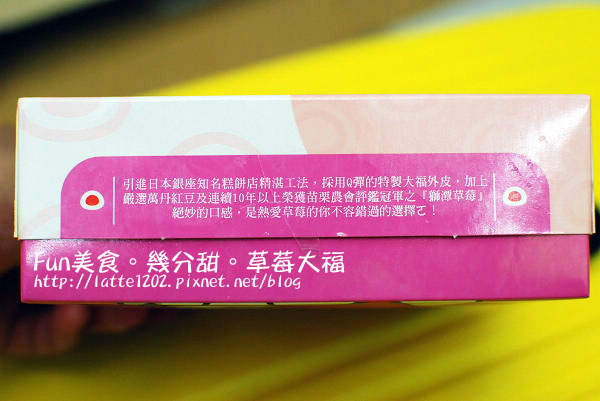 引進日本銀座知名糕餅店精湛工法，採用Q彈的特製大福外皮，加上
嚴選萬丹紅豆及連續10年以上榮獲苗栗農會評鑑冠軍之『獅潭草莓』
絕妙的口感，是熱愛草莓的你不容錯過的選擇ㄛ！
Fun美食。幾分甜。草莓大福
http://latte1202.pixnet.net/blog